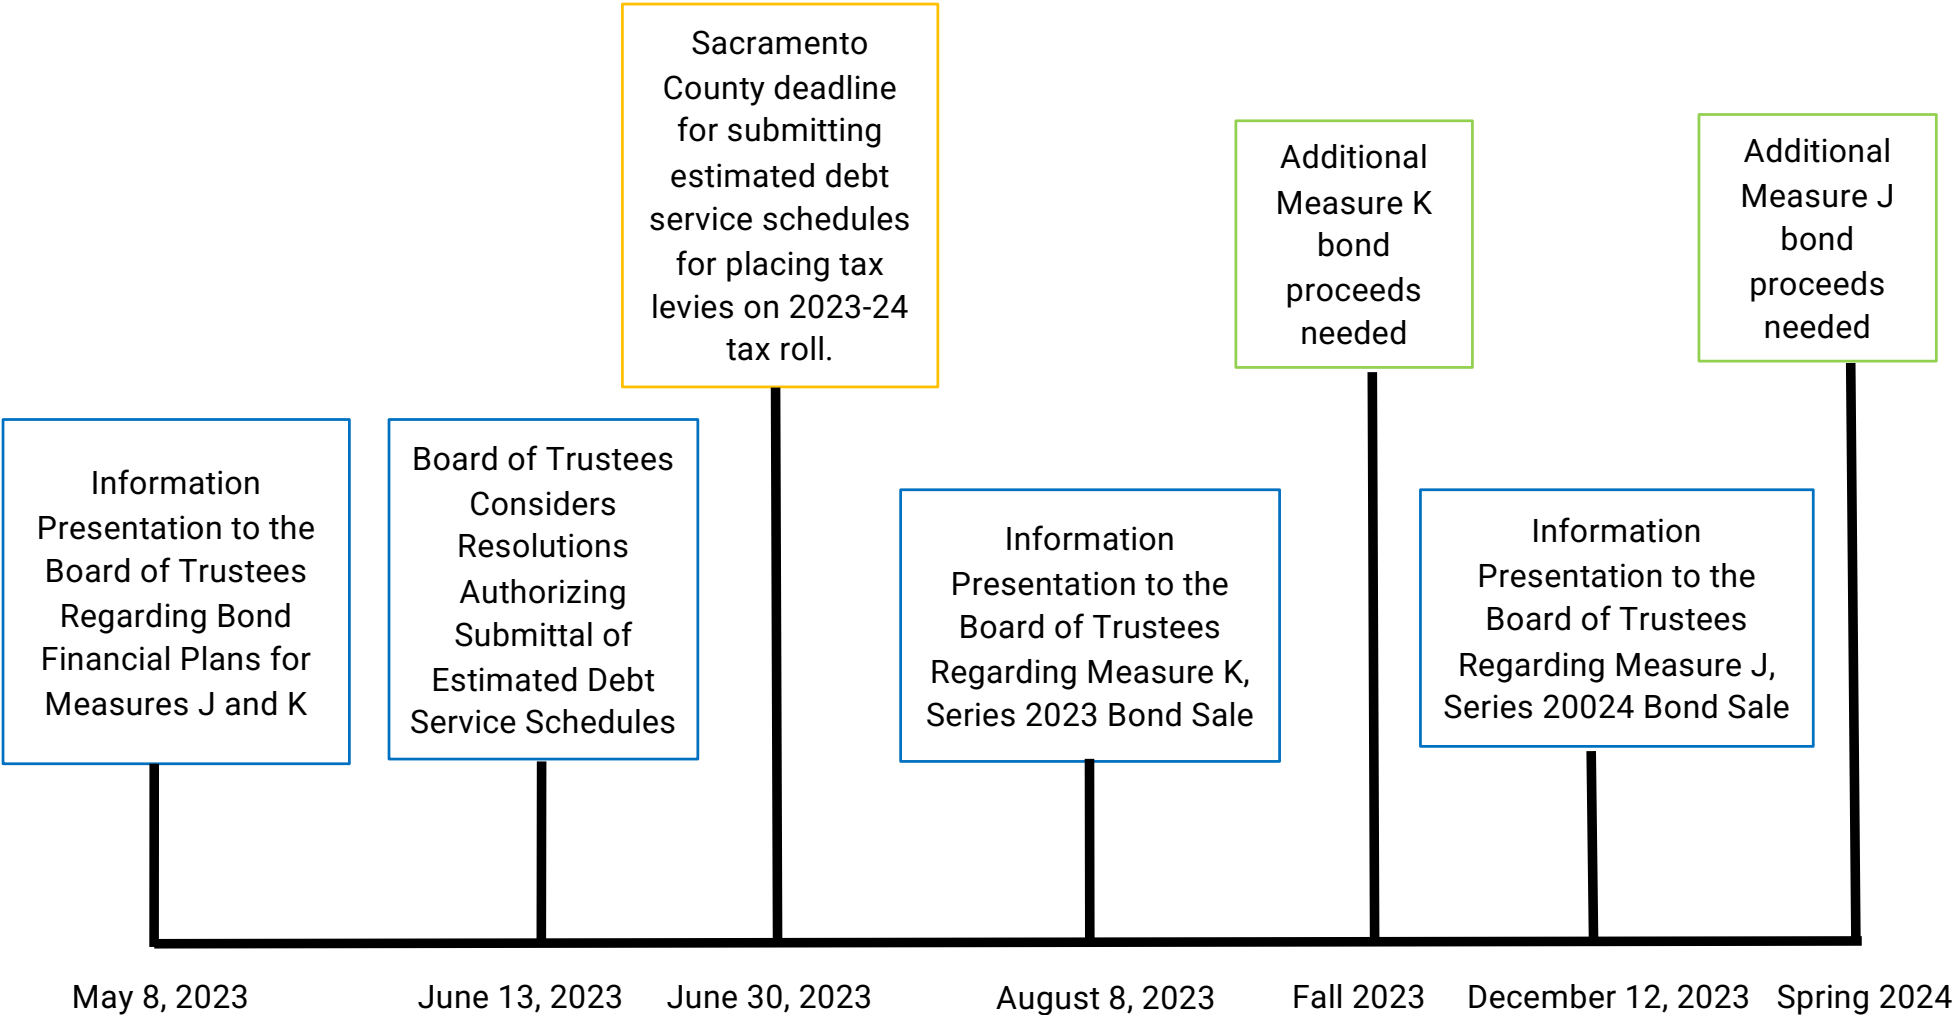 Sacramento
County deadline
for submitting
estimated debt
service schedules
for placing tax
levies on 2023-24
tax roll.
Additional
Measure K
bond
proceeds
needed
Additional
Measure J
bond
proceeds
needed
Information
Presentation to the
Board of Trustees
Regarding Bond
Financial Plans for
Measures J and K
Board of Trustees
Considers
Resolutions
Authorizing
Submittal of
Estimated Debt
Service Schedules
Information
Presentation to the
Board of Trustees
Regarding Measure K,
Series 2023 Bond Sale
Information
Presentation to the
Board of Trustees
Regarding Measure J,
Series 20024 Bond Sale
May 8, 2023
June 13, 2023
June 30, 2023
August 8, 2023
Fall 2023
December 12, 2023
Spring 2024